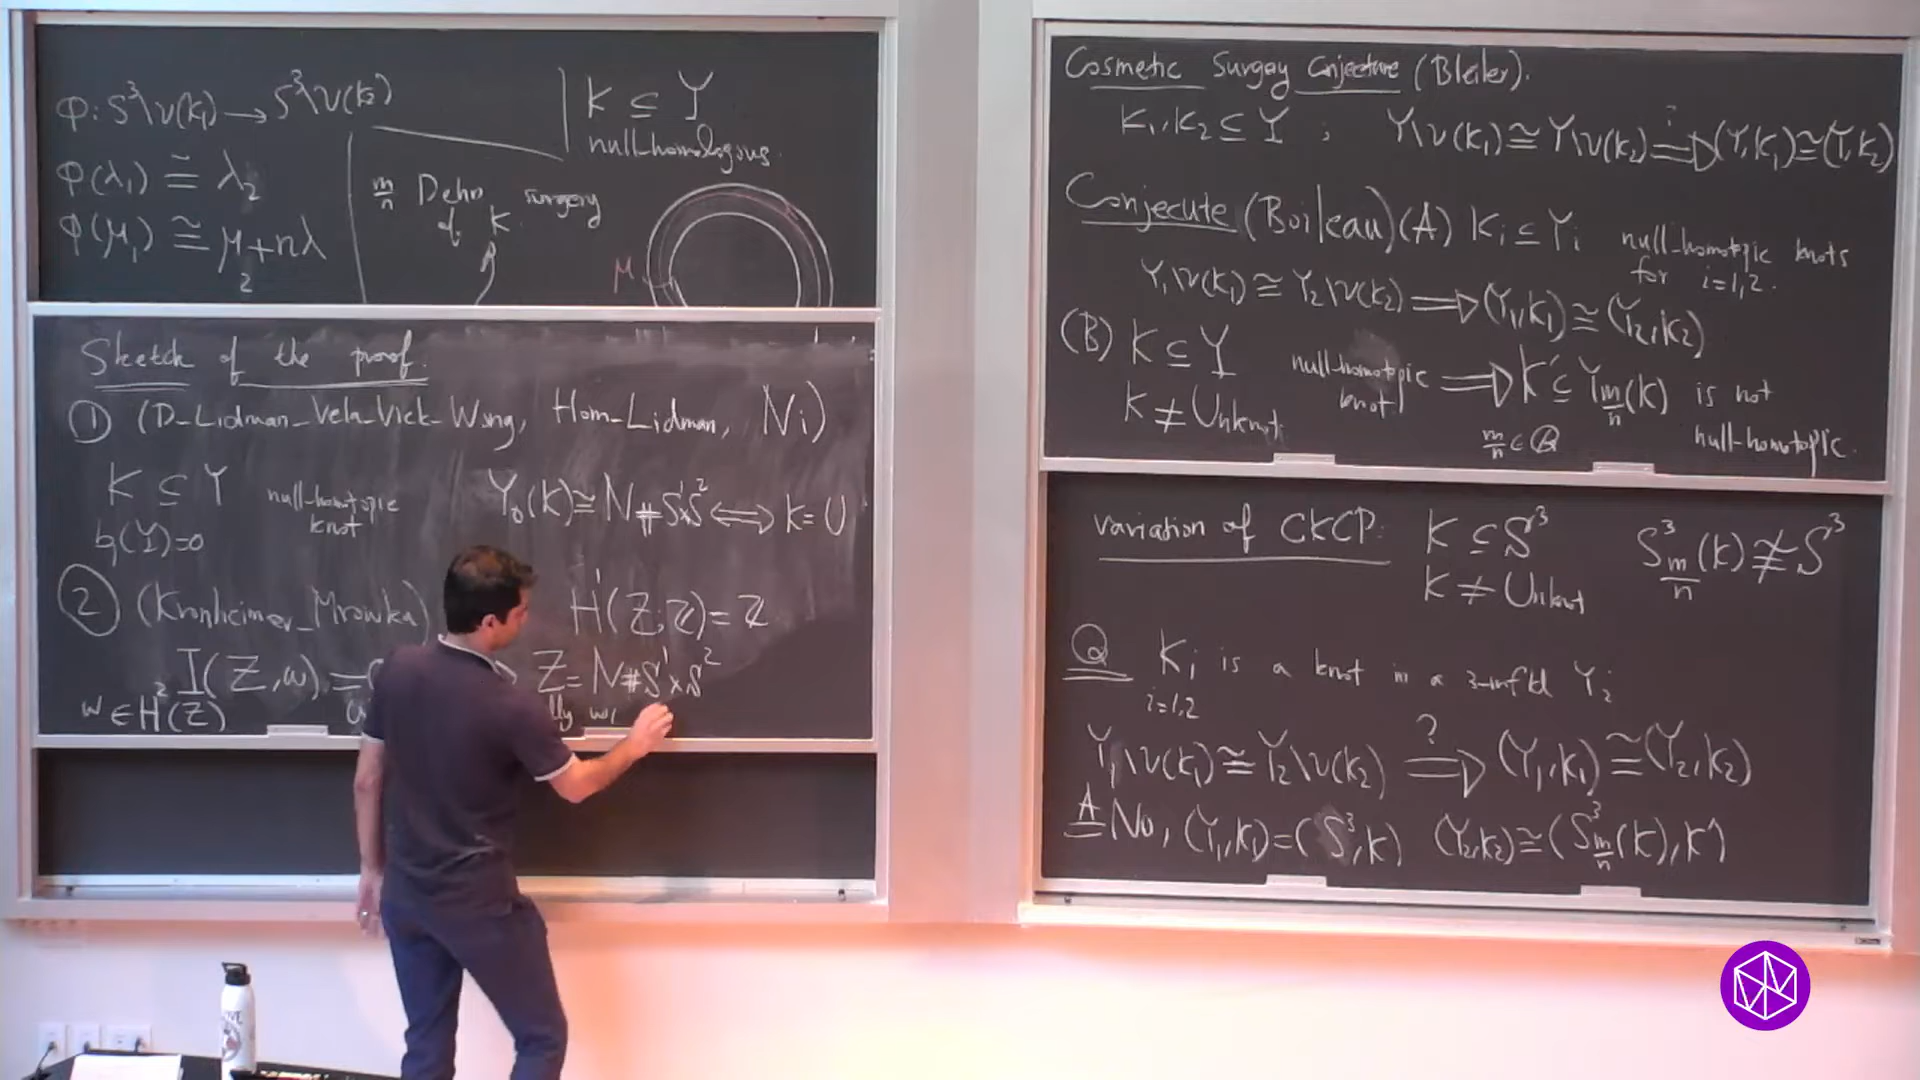 φ: S³\ν(K₁) → S³\ν(K₂)
φ(λ₁) ≅ λ₂
φ(μ₁) ≅ μ₂+nλ
K ⊆ Y
null-homologous.
m/n Dehn surgery
of K
μ
Sketch of the proof.
① (D-Lidman-Vela-Vick-Wong, Hom-Lidman, Ni)
K ⊆ Y null-homotopic knot Y₀(K) ≅ N # S¹×S² ⟺ K=U
b₁(Y)=0
② (Kronheimer-Mrowka) H¹(Z;ℤ)=ℤ
I(Z,ω) = Z = N#S¹×S²
ω ∈ H²(Z)
Cosmetic Surgery Cnjecture (Bleiler).
K₁, K₂ ⊆ Y ; Y\ν(K₁) ≅ Y\ν(K₂) ?⟹ (Y,K₁) ≅ (Y,K₂)
Conjecute (Boileau) (A) Kᵢ ⊆ Yᵢ null-homotopic knots for i=1,2.
Y₁\ν(K₁) ≅ Y₂\ν(K₂) ⟹ (Y₁,K₁) ≅ (Y₂,K₂)
(B) K ⊆ Y null-homotopic knot ⟹ K' ⊆ Y_{m/n}(K) is not
K ≠ Unknot m/n ∈ ℚ null-homotopic.
variation of CKCP: K ⊆ S³ S³_{m/n}(K) ≇ S³
K ≠ Unknot
Q Kᵢ is a knot in a 3-mfld Yᵢ
i=1,2
Y₁\ν(K₁) ≅ Y₂\ν(K₂) ?⟹ (Y₁,K₁) ≅ (Y₂,K₂)
A No, (Y₁,K₁) = (S³,K) (Y₂,K₂) ≅ (S³_{m/n}(K),K')